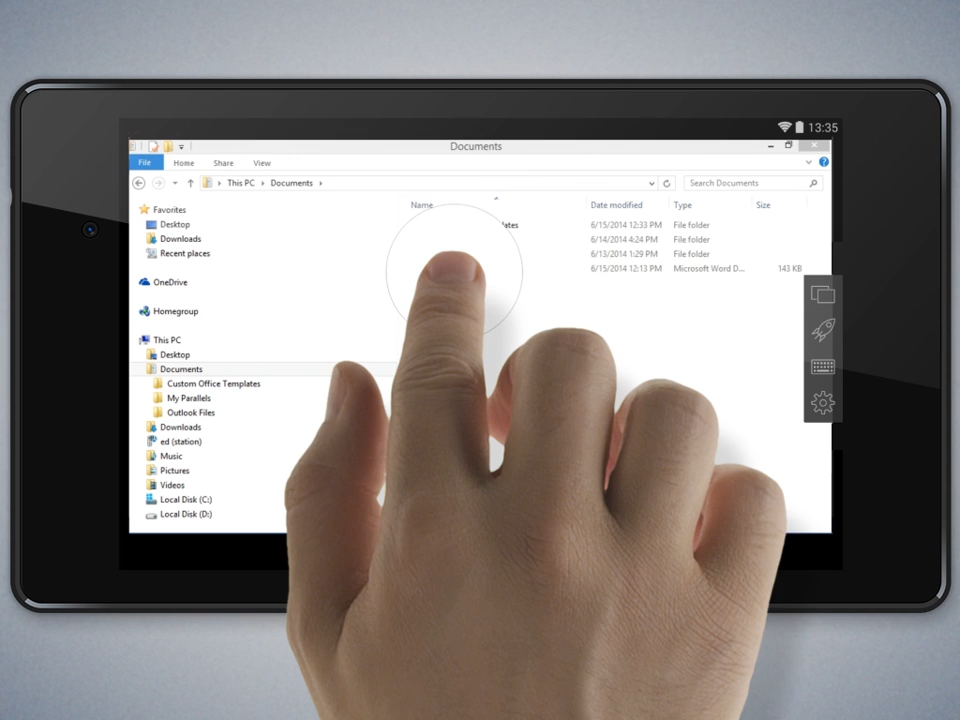 13:35
Documents
File Home Share View
This PC Documents
Search Documents
Name Date modified Type Size
6/15/2014 12:33 PM File folder
6/14/2014 4:24 PM File folder
6/13/2014 1:29 PM File folder
6/15/2014 12:13 PM Microsoft Word D... 143 KB
Favorites
Desktop
Downloads
Recent places
OneDrive
Homegroup
This PC
Desktop
Documents
Custom Office Templates
My Parallels
Outlook Files
Downloads
ed (station)
Music
Pictures
Videos
Local Disk (C:)
Local Disk (D:)